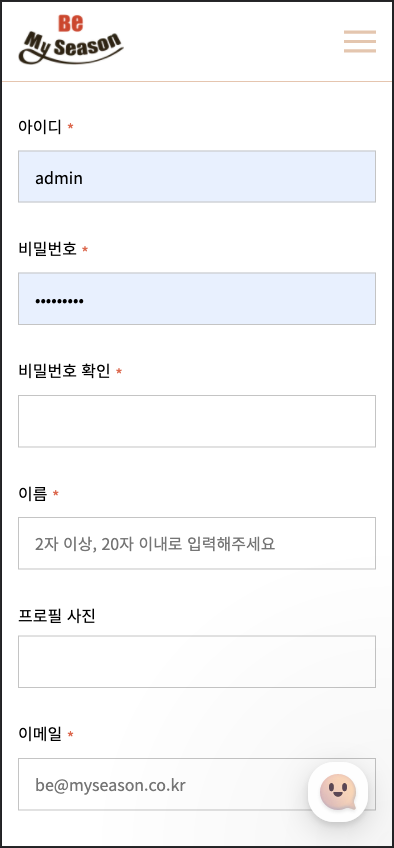 Be
My Season
아이디 *
admin
비밀번호 *
•••••••••
비밀번호 확인 *
이름 *
2자 이상, 20자 이내로 입력해주세요
프로필 사진
이메일 *
be@myseason.co.kr